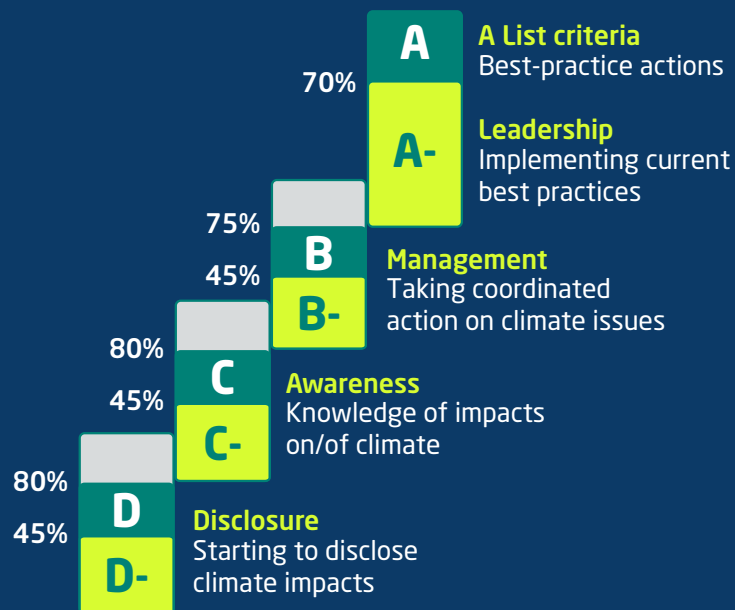 A
A List criteria
Best-practice actions
70%
A-
Leadership
Implementing current
best practices
75%
B
45%
B-
Management
Taking coordinated
action on climate issues
80%
C
45%
C-
Awareness
Knowledge of impacts
on/of climate
80%
D
45%
D-
Disclosure
Starting to disclose
climate impacts